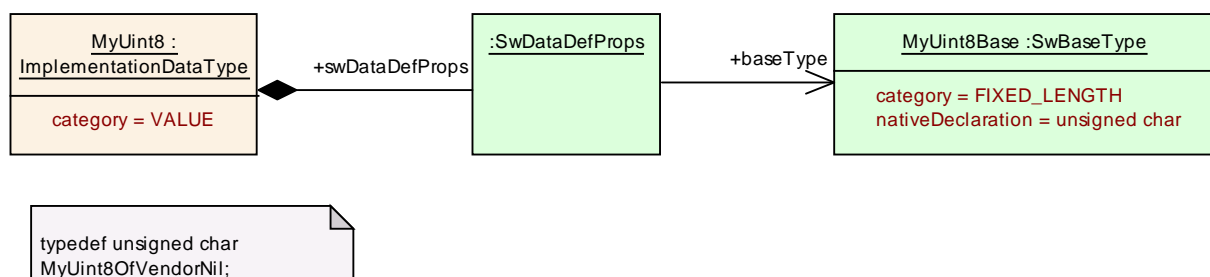 MyUint8 :
ImplementationDataType
category = VALUE
+swDataDefProps
:SwDataDefProps
+baseType
MyUint8Base :SwBaseType
category = FIXED_LENGTH
nativeDeclaration = unsigned char
typedef unsigned char
MyUint8OfVendorNil;